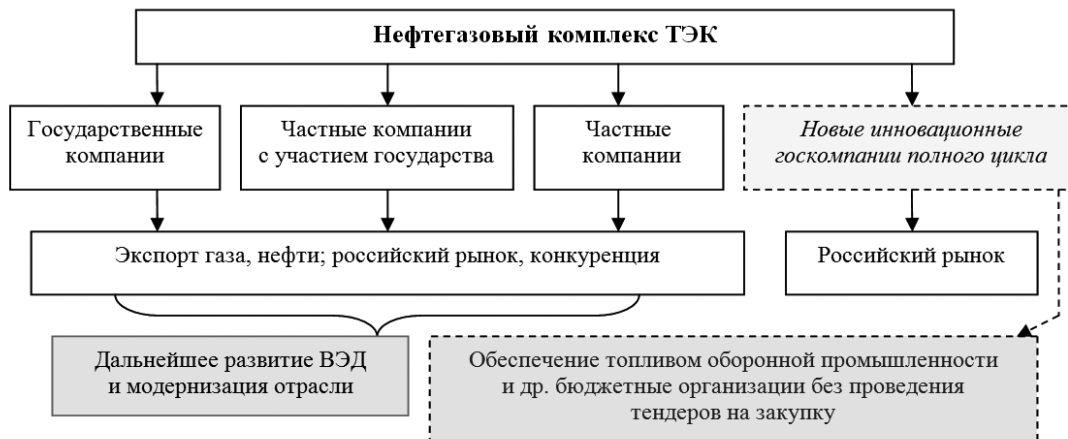 Нефтегазовый комплекс ТЭК
Государственные
компании
Частные компании
с участием государства
Частные
компании
Новые инновационные
госкомпании полного цикла
Экспорт газа, нефти; российский рынок, конкуренция
Российский рынок
Дальнейшее развитие ВЭД
и модернизация отрасли
Обеспечение топливом оборонной промышленности
и др. бюджетные организации без проведения
тендеров на закупку